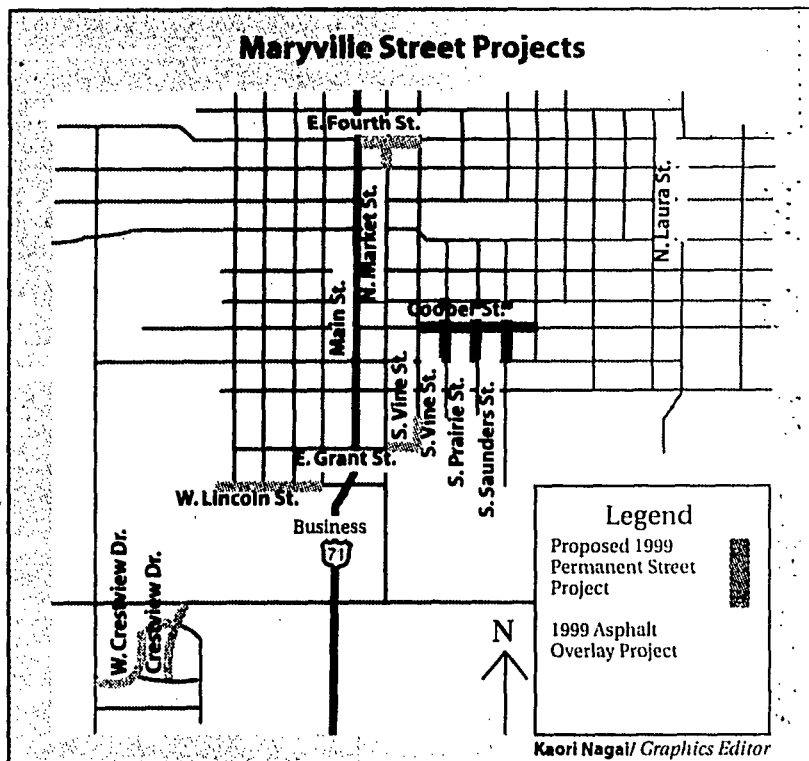 Maryville Street Projects
E. Fourth St.
N. Market St.
N. Laura St.
Main St.
Cooper St.
S. Vine St.
S. Vine St.
S. Prairie St.
S. Saunders St.
E. Grant St.
W. Lincoln St.
Business
71
W. Crestview Dr.
Crestview Dr.
N
Legend
Proposed 1999
Permanent Street
Project
1999 Asphalt
Overlay Project
Kaori Nagai/ Graphics Editor